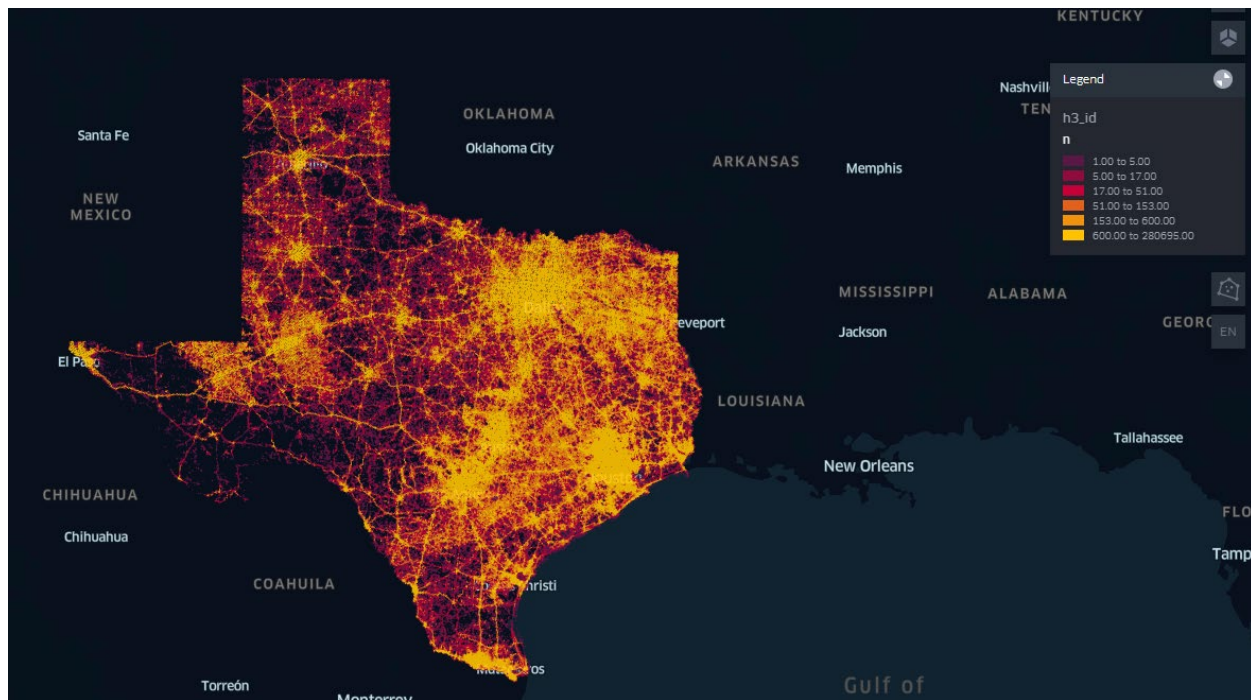 KENTUCKY
Legend
Nashvill
TEN
h3_id
n
1.00 to 5.00
5.00 to 17.00
17.00 to 51.00
51.00 to 153.00
153.00 to 600.00
600.00 to 280695.00
OKLAHOMA
Santa Fe
Oklahoma City
ARKANSAS
Memphis
NEW
MEXICO
MISSISSIPPI
ALABAMA
GEORG
eveport
Jackson
EN
El Pa
LOUISIANA
Tallahassee
New Orleans
CHIHUAHUA
FLO
Chihuahua
Tamp
COAHUILA
hristi
Torreón
Gulf of
Monterrey